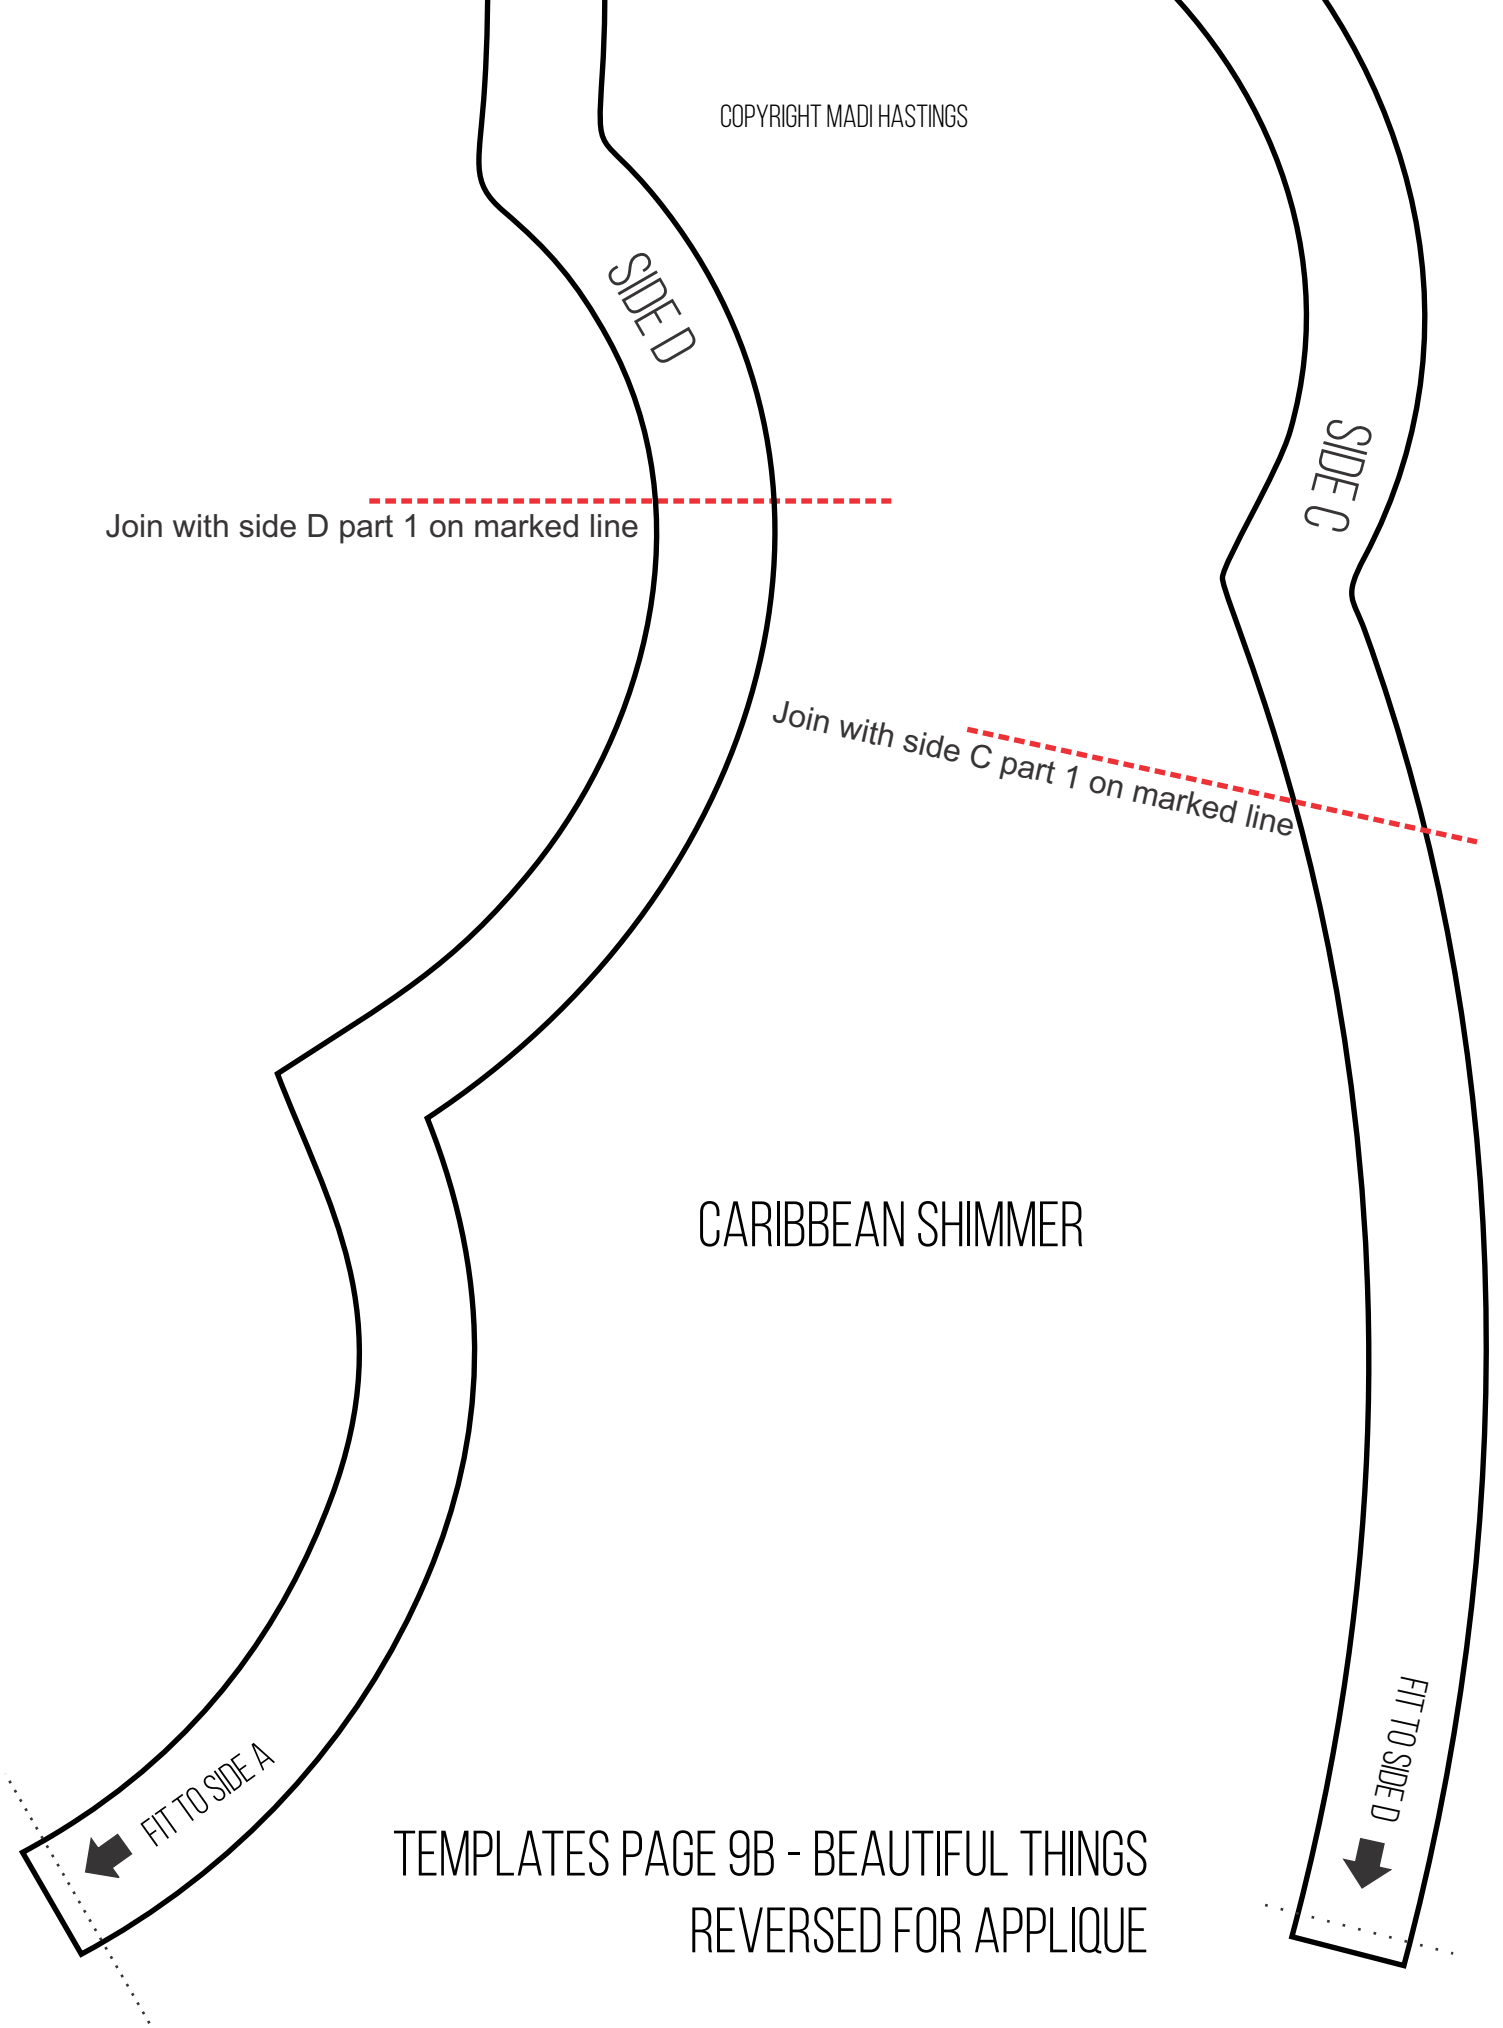 COPYRIGHT MADI HASTINGS
SIDE D
SIDE C
Join with side D part 1 on marked line
Join with side C part 1 on marked line
CARIBBEAN SHIMMER
FIT TO SIDE D
FIT TO SIDE A
TEMPLATES PAGE 9B - BEAUTIFUL THINGS
REVERSED FOR APPLIQUE